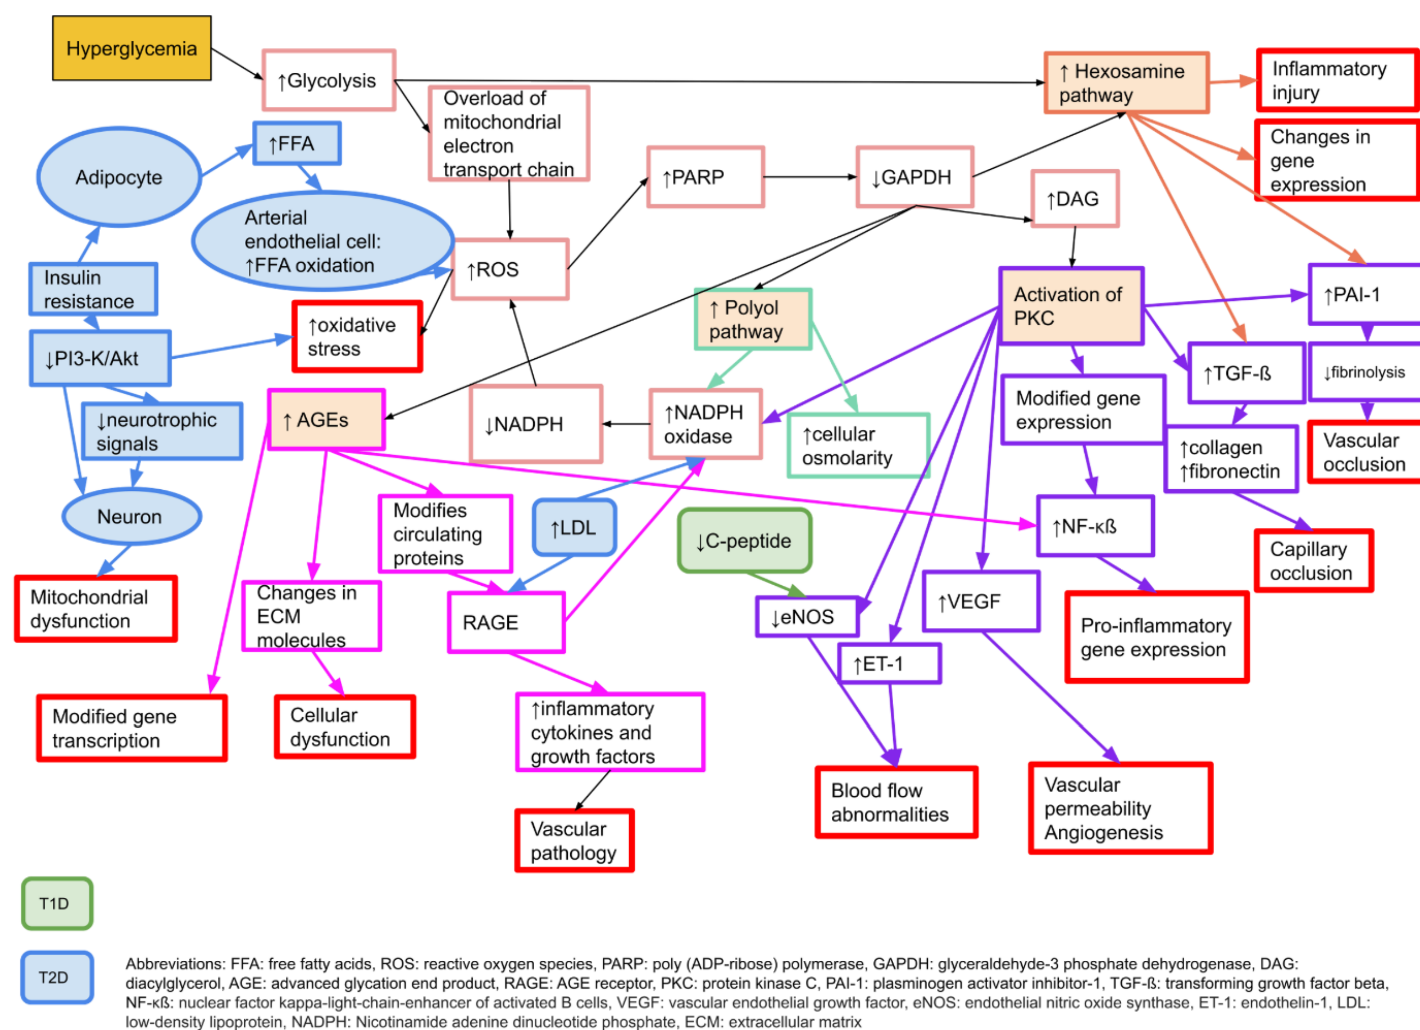 Hyperglycemia
↑Glycolysis
↑ Hexosamine
pathway
Inflammatory
injury
Overload of
mitochondrial
electron
transport chain
↑FFA
Changes in
gene
expression
Adipocyte
↑PARP
↓GAPDH
↑DAG
Arterial
endothelial cell:
↑FFA oxidation
↑ROS
Insulin
resistance
Activation of
PKC
↑PAI-1
↑ Polyol
pathway
↑oxidative
stress
↓PI3-K/Akt
↑TGF-ß
↓fibrinolysis
↓neurotrophic
signals
↑ AGEs
↓NADPH
↑NADPH
oxidase
↑cellular
osmolarity
Modified gene
expression
↑collagen
↑fibronectin
Vascular
occlusion
Neuron
Modifies
circulating
proteins
↑LDL
↓C-peptide
↑NF-κß
Capillary
occlusion
Mitochondrial
dysfunction
Changes in
ECM
molecules
RAGE
↓eNOS
↑VEGF
↑ET-1
Pro-inflammatory
gene expression
Modified gene
transcription
Cellular
dysfunction
↑inflammatory
cytokines and
growth factors
Blood flow
abnormalities
Vascular
permeability
Angiogenesis
Vascular
pathology
T1D
T2D
Abbreviations: FFA: free fatty acids, ROS: reactive oxygen species, PARP: poly (ADP-ribose) polymerase, GAPDH: glyceraldehyde-3 phosphate dehydrogenase, DAG:
diacylglycerol, AGE: advanced glycation end product, RAGE: AGE receptor, PKC: protein kinase C, PAI-1: plasminogen activator inhibitor-1, TGF-ß: transforming growth factor beta,
NF-κß: nuclear factor kappa-light-chain-enhancer of activated B cells, VEGF: vascular endothelial growth factor, eNOS: endothelial nitric oxide synthase, ET-1: endothelin-1, LDL:
low-density lipoprotein, NADPH: Nicotinamide adenine dinucleotide phosphate, ECM: extracellular matrix